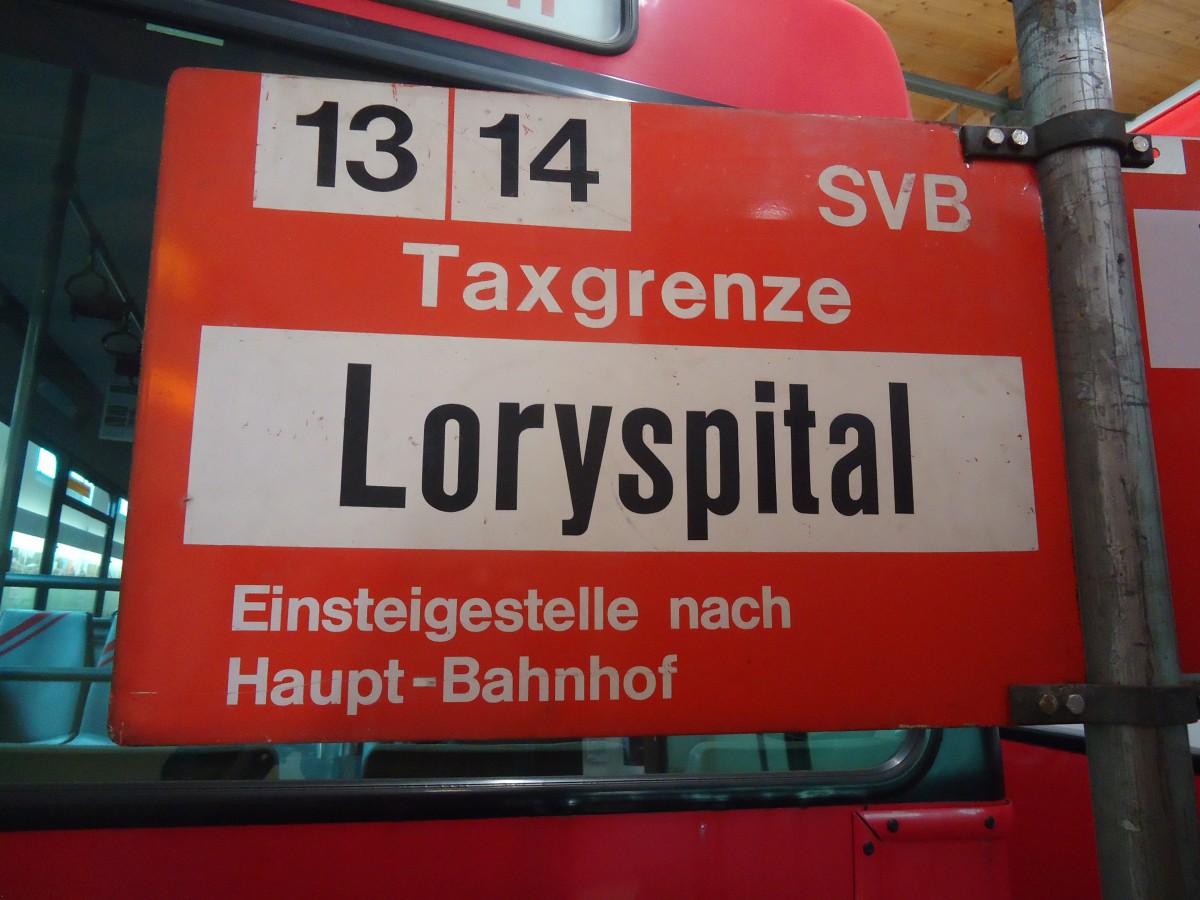 13 14
SVB
Taxgrenze
Loryspital
Einsteigestelle nach
Haupt-Bahnhof